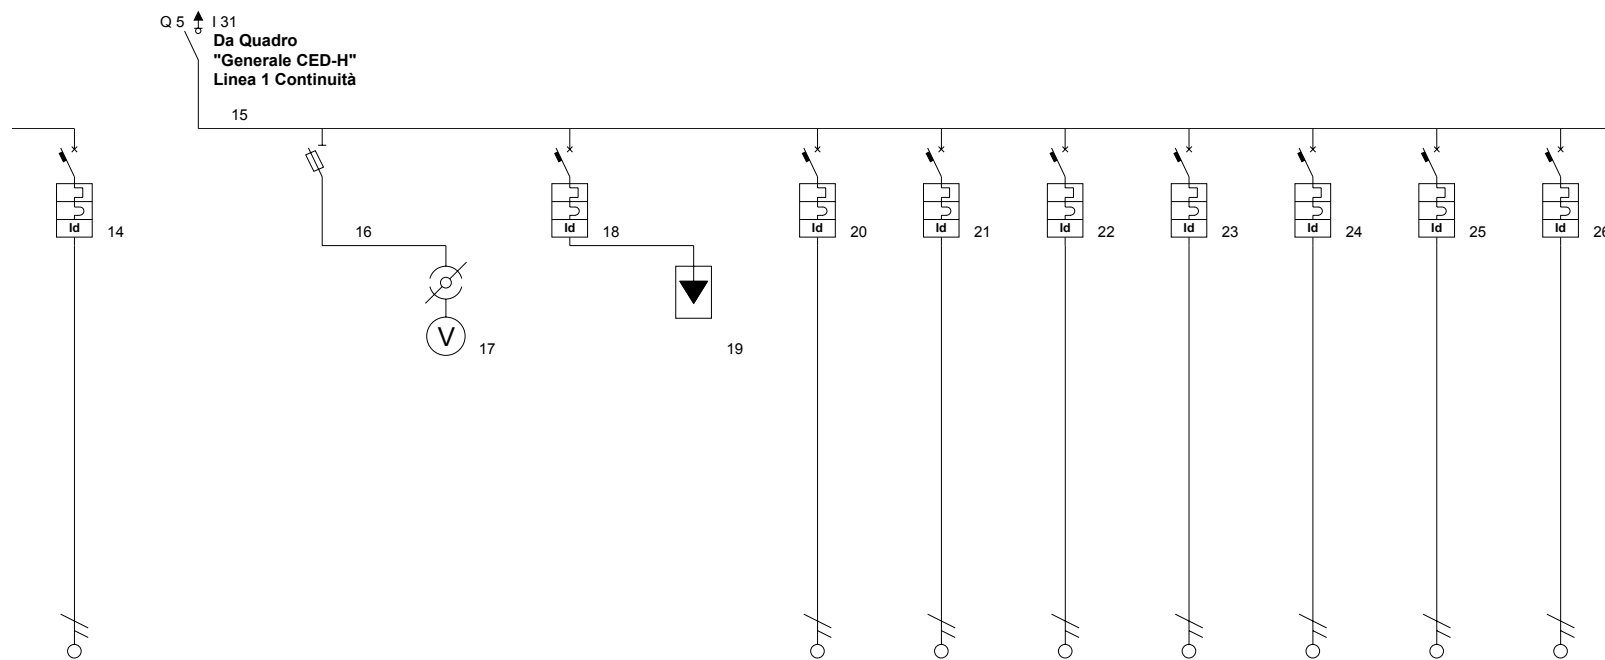 Q 5 I 31
Da Quadro
"Generale CED-H"
Linea 1 Continuità
15
Id 14
16
Id 18
Id 20
Id 21
Id 22
Id 23
Id 24
Id 25
Id 26
V 17
19